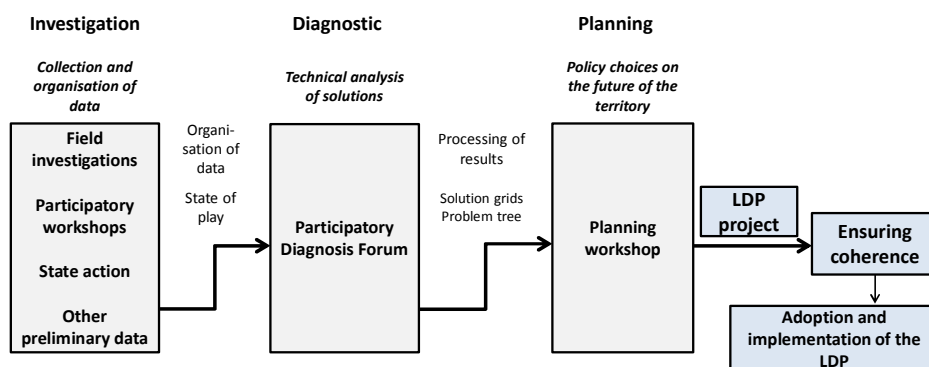 Investigation
Collection and
organisation of
data
Field
investigations
Participatory
workshops
State action
Other
preliminary data
Organi-
sation of
data
State of
play
Diagnostic
Technical analysis
of solutions
Participatory
Diagnosis Forum
Processing of
results
Solution grids
Problem tree
Planning
Policy choices on
the future of the
territory
Planning
workshop
LDP
project
Ensuring
coherence
Adoption and
implementation of the
LDP